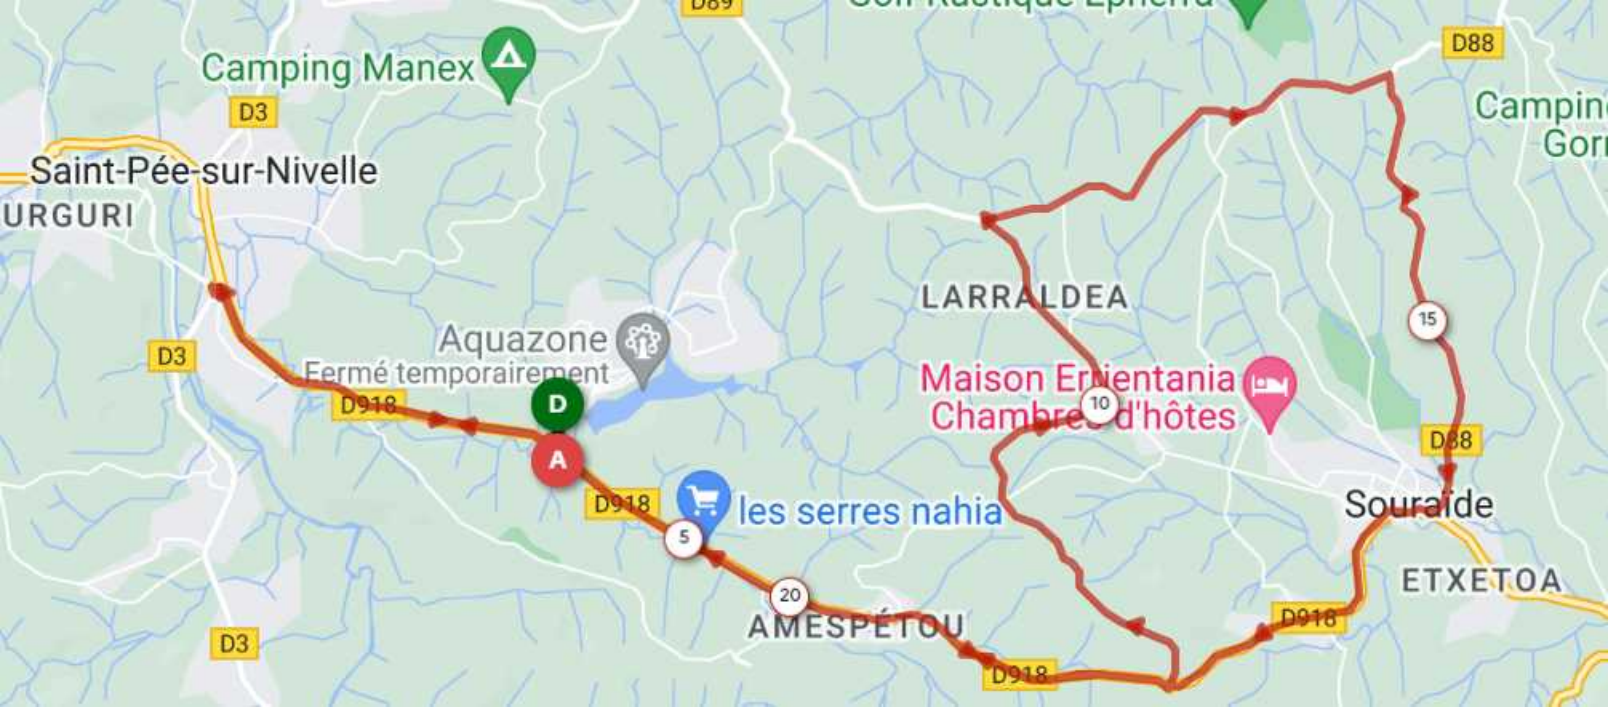 D89
Golf Rustique Epherra
D88
Camping Manex
D3
Camping
Gorr
Saint-Pée-sur-Nivelle
URGURI
LARRALDEA
15
Aquazone
Fermé temporairement
D3
Maison Errientania
Chambres d'hôtes
10
D918
D
D88
A
D918
les serres nahia
Souraïde
5
ETXETOA
20
AMESPÉTOU
D918
D3
D918